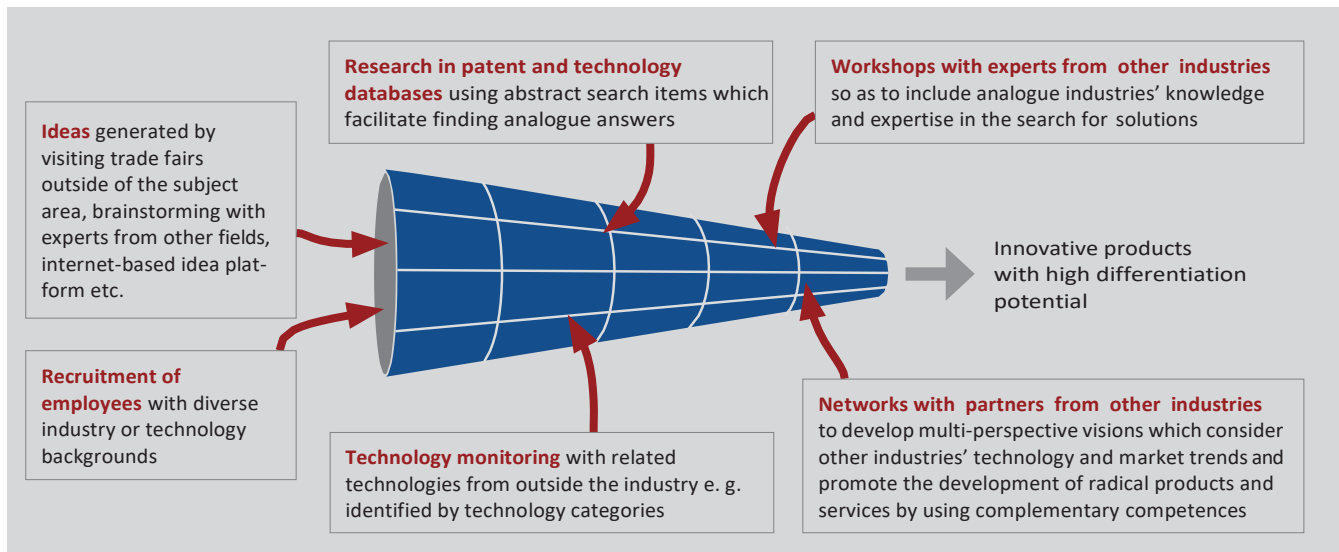 Ideas generated by
visiting trade fairs
outside of the subject
area, brainstorming with
experts from other fields,
internet-based idea plat-
form etc.
Recruitment of
employees with diverse
industry or technology
backgrounds
Research in patent and technology
databases using abstract search items which
facilitate finding analogue answers
Technology monitoring with related
technologies from outside the industry e. g.
identified by technology categories
Workshops with experts from other industries
so as to include analogue industries’ knowledge
and expertise in the search for solutions
Networks with partners from other industries
to develop multi-perspective visions which consider
other industries’ technology and market trends and
promote the development of radical products and
services by using complementary competences
Innovative products
with high differentiation
potential